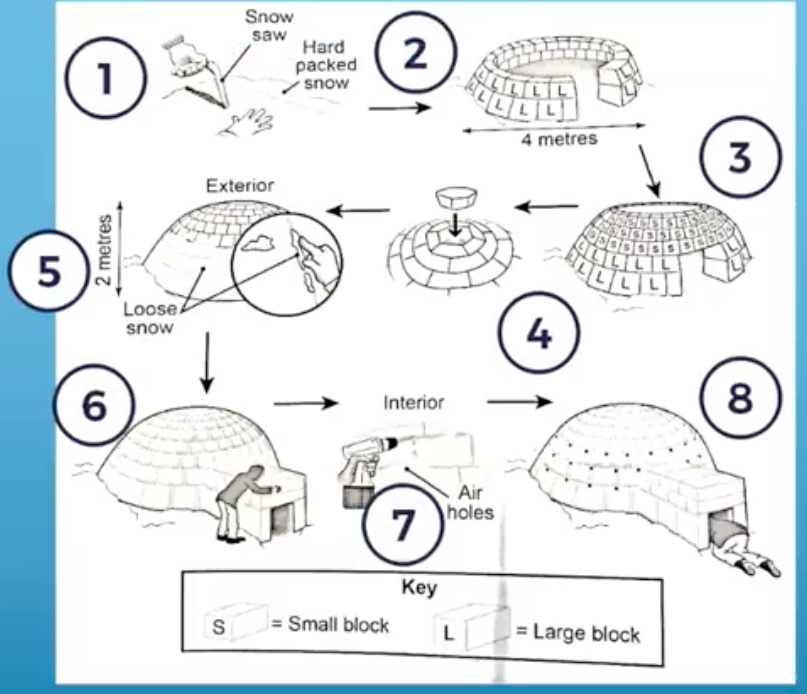 1
Snow
saw
Hard
packed
snow
2
L L L L L L
L L L L L L
4 metres
3
S S S S S S S S S
S S S S S S S S S
L L L L L L
L L L L L L
4
Exterior
2 metres
5
Loose
snow
6
Interior
Air
holes
7
8
Key
S = Small block
L = Large block